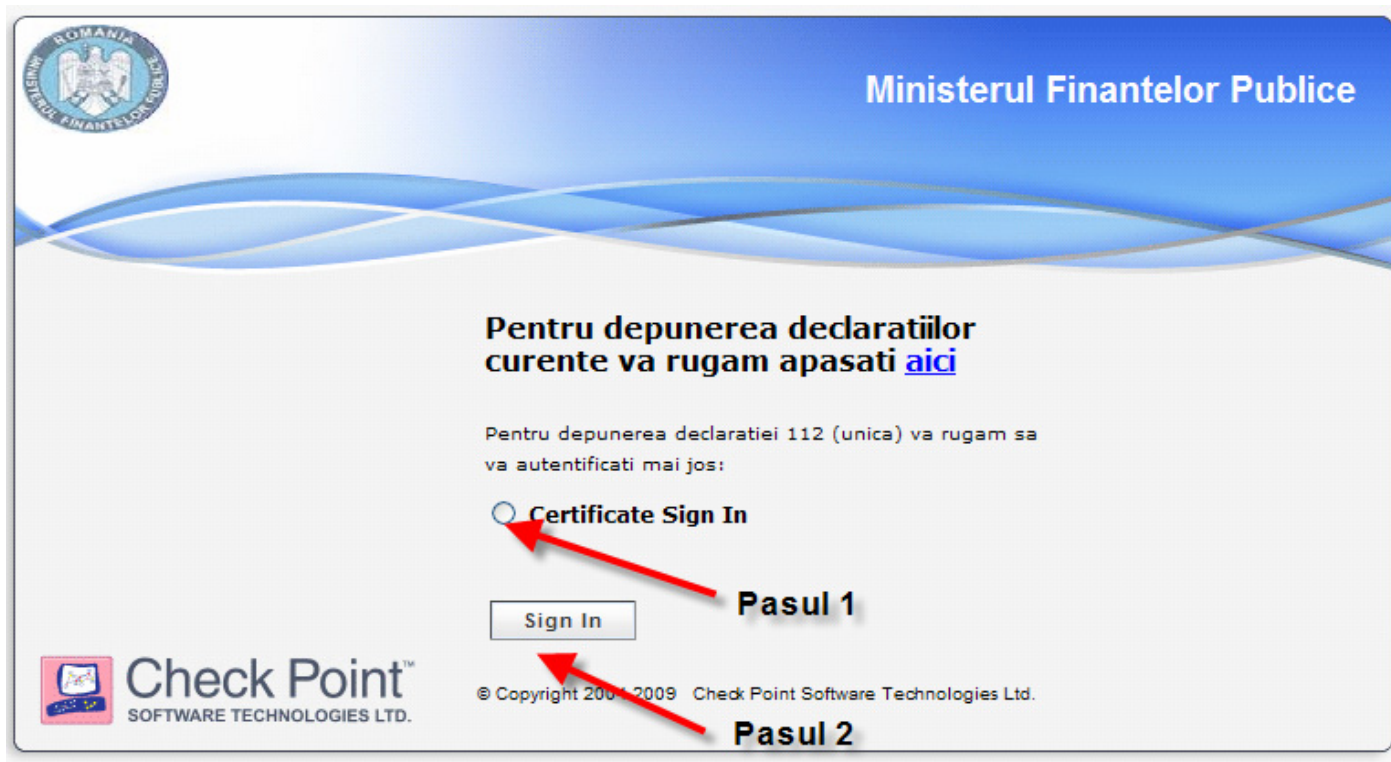 ROMANIA
MINISTERUL FINANTELOR PUBLICE
Ministerul Finantelor Publice
Pentru depunerea declaratiilor
curente va rugam apasati aici
Pentru depunerea declaratiei 112 (unica) va rugam sa
va autentificati mai jos:
Certificate Sign In
Pasul 1
Sign In
Check Point™
SOFTWARE TECHNOLOGIES LTD.
© Copyright 2004-2009 Check Point Software Technologies Ltd.
Pasul 2